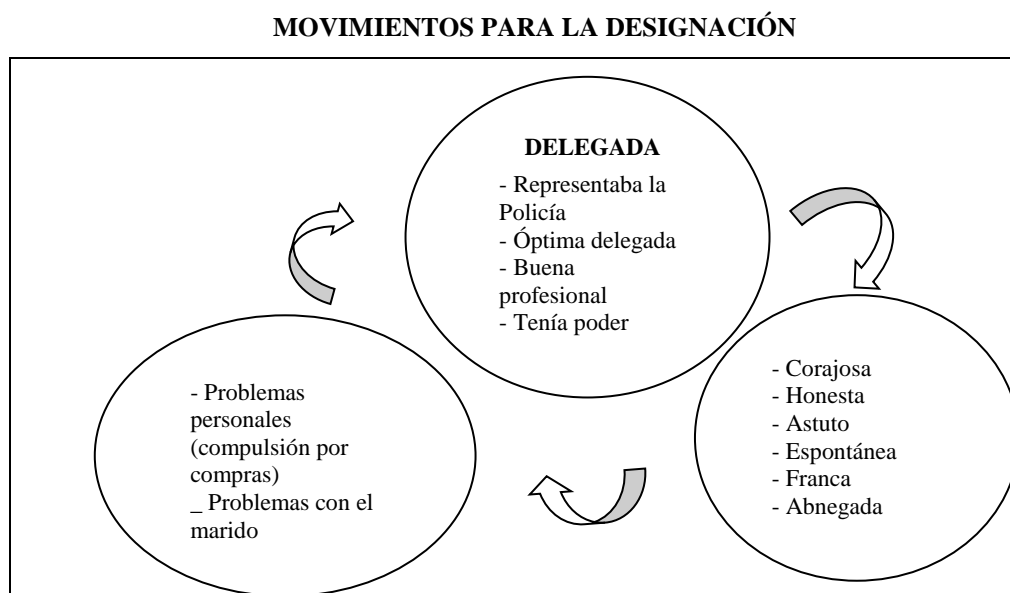 MOVIMIENTOS PARA LA DESIGNACIÓN
DELEGADA
- Representaba la
Policía
- Óptima delegada
- Buena
profesional
- Tenía poder
- Corajosa
- Honesta
- Astuto
- Espontánea
- Franca
- Abnegada
- Problemas
personales
(compulsión por
compras)
_ Problemas con el
marido